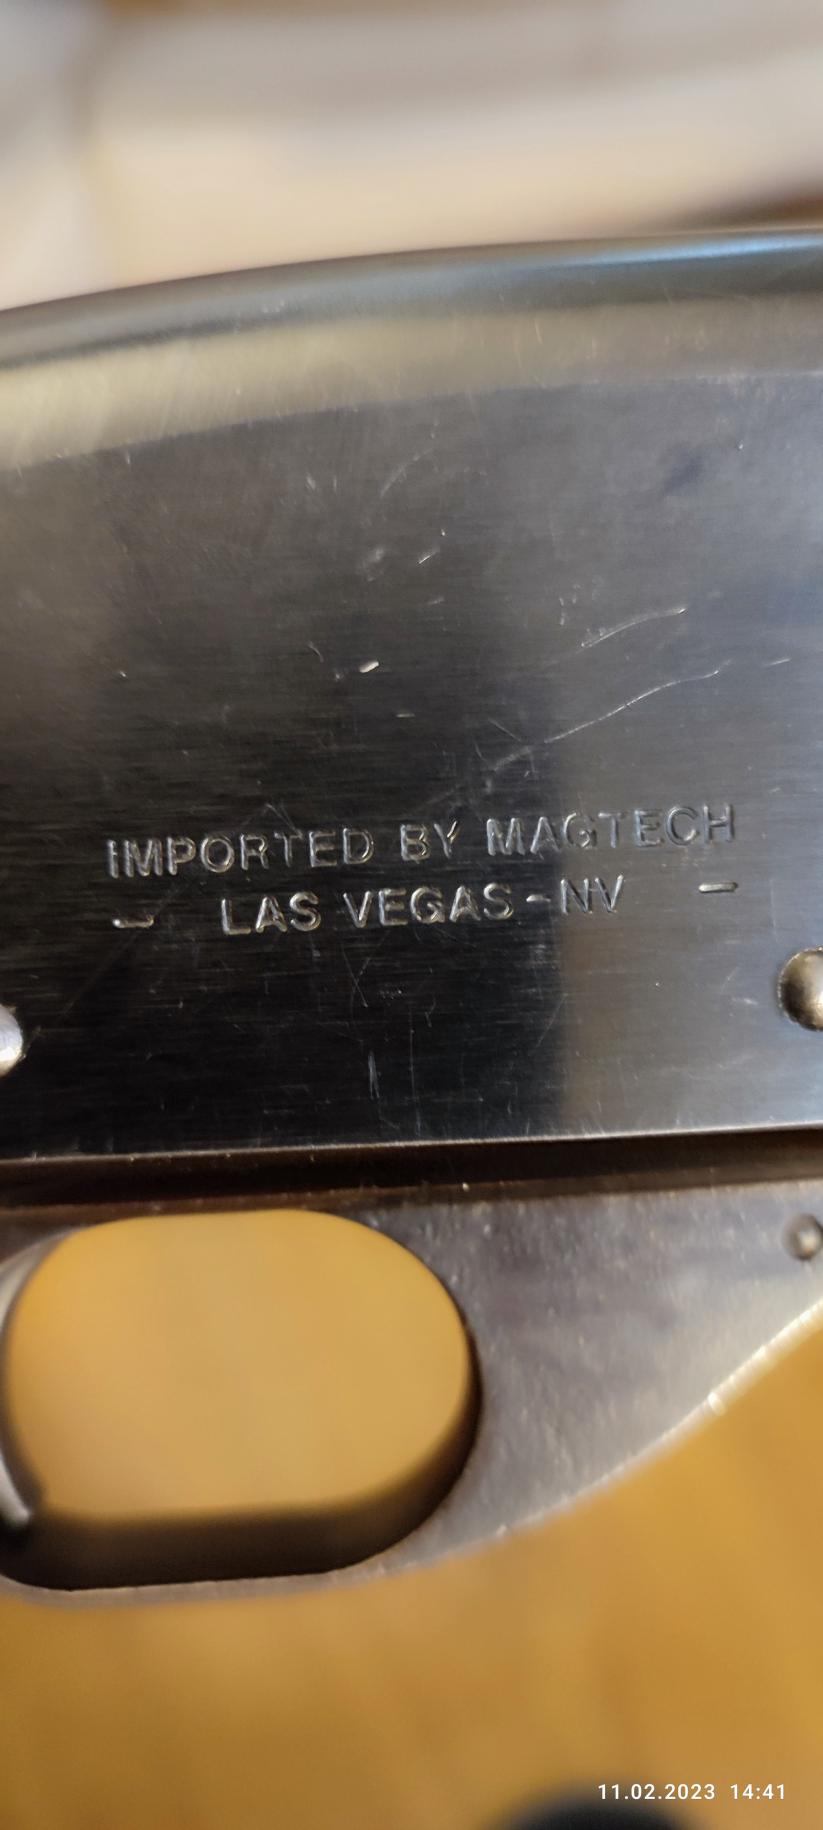 IMPORTED BY MAGTECH
- LAS VEGAS - NV -
11.02.2023 14:41